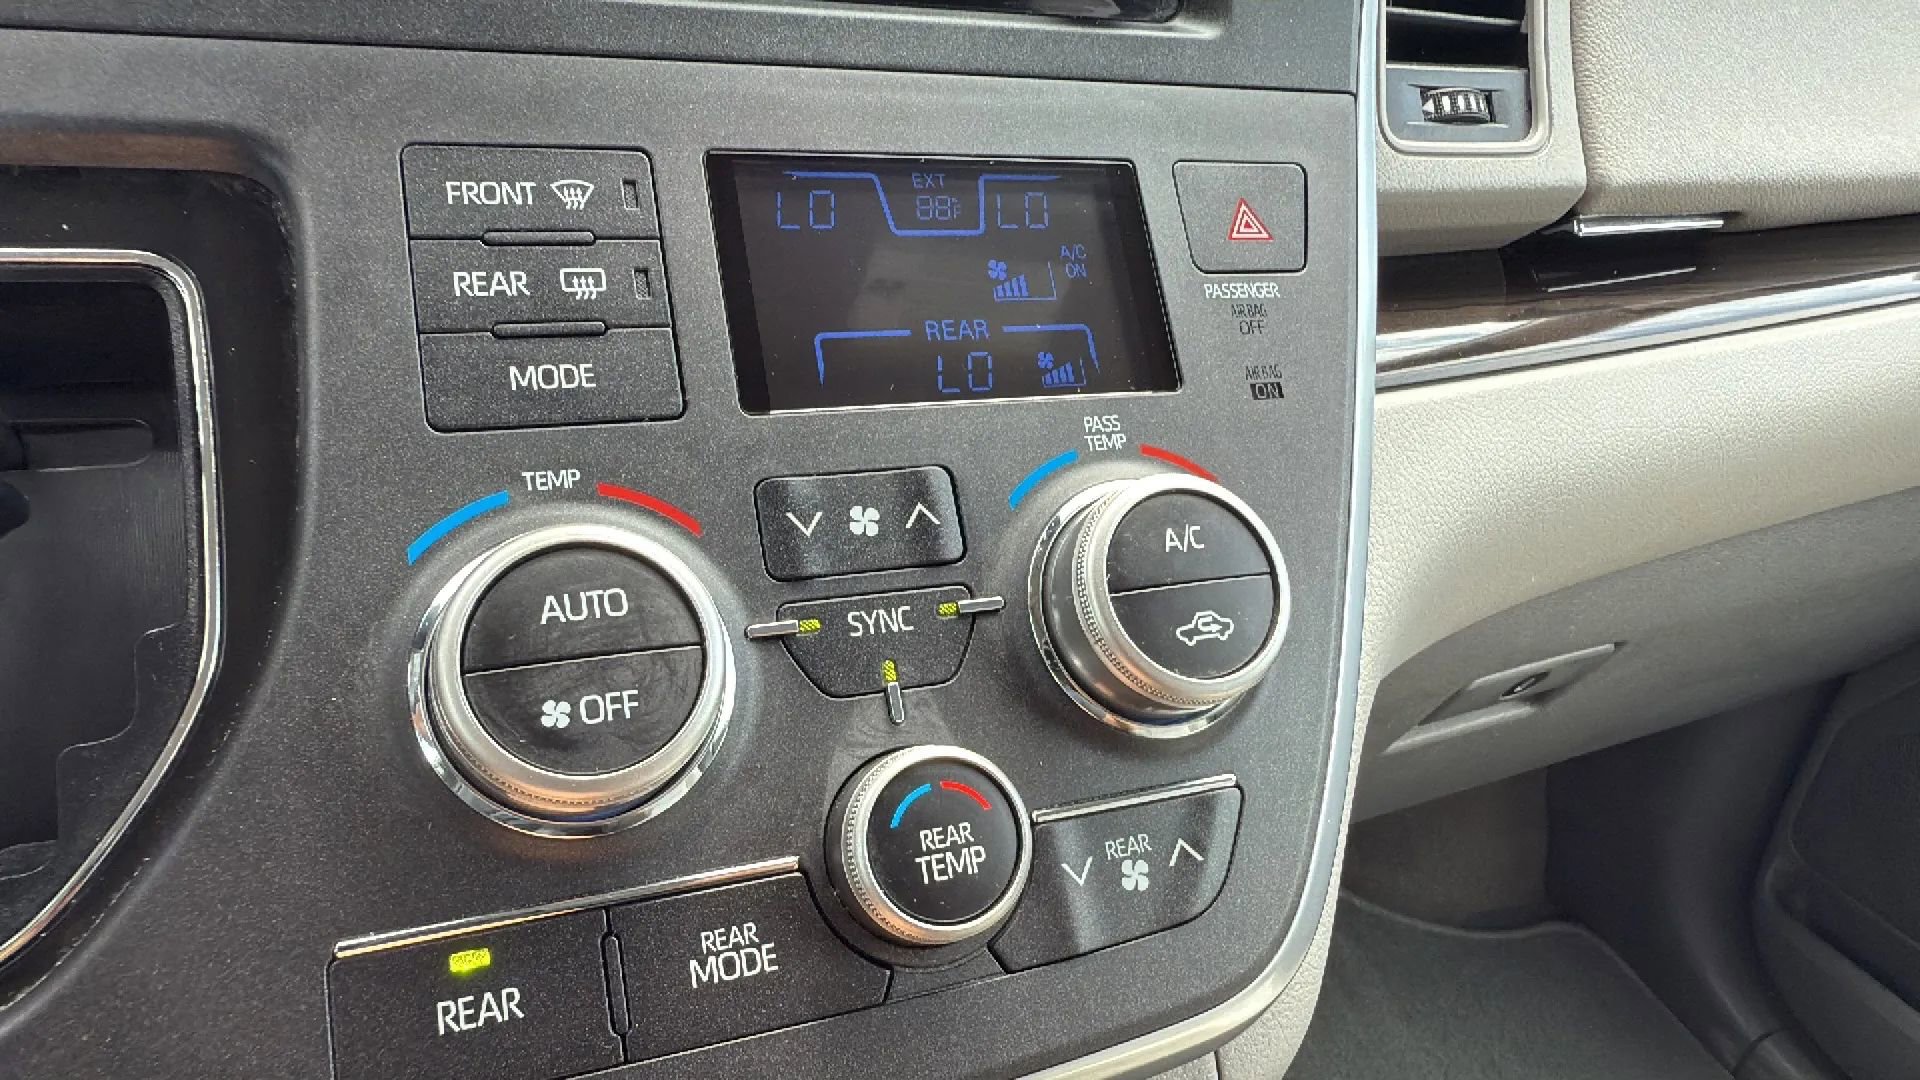 FRONT
REAR
MODE
EXT
LO 88°F LO
A/C
ON
REAR
LO
PASSENGER
AIR BAG
OFF
AIR BAG
ON
TEMP
PASS
TEMP
AUTO
OFF
SYNC
A/C
REAR
TEMP
REAR
REAR
REAR
MODE